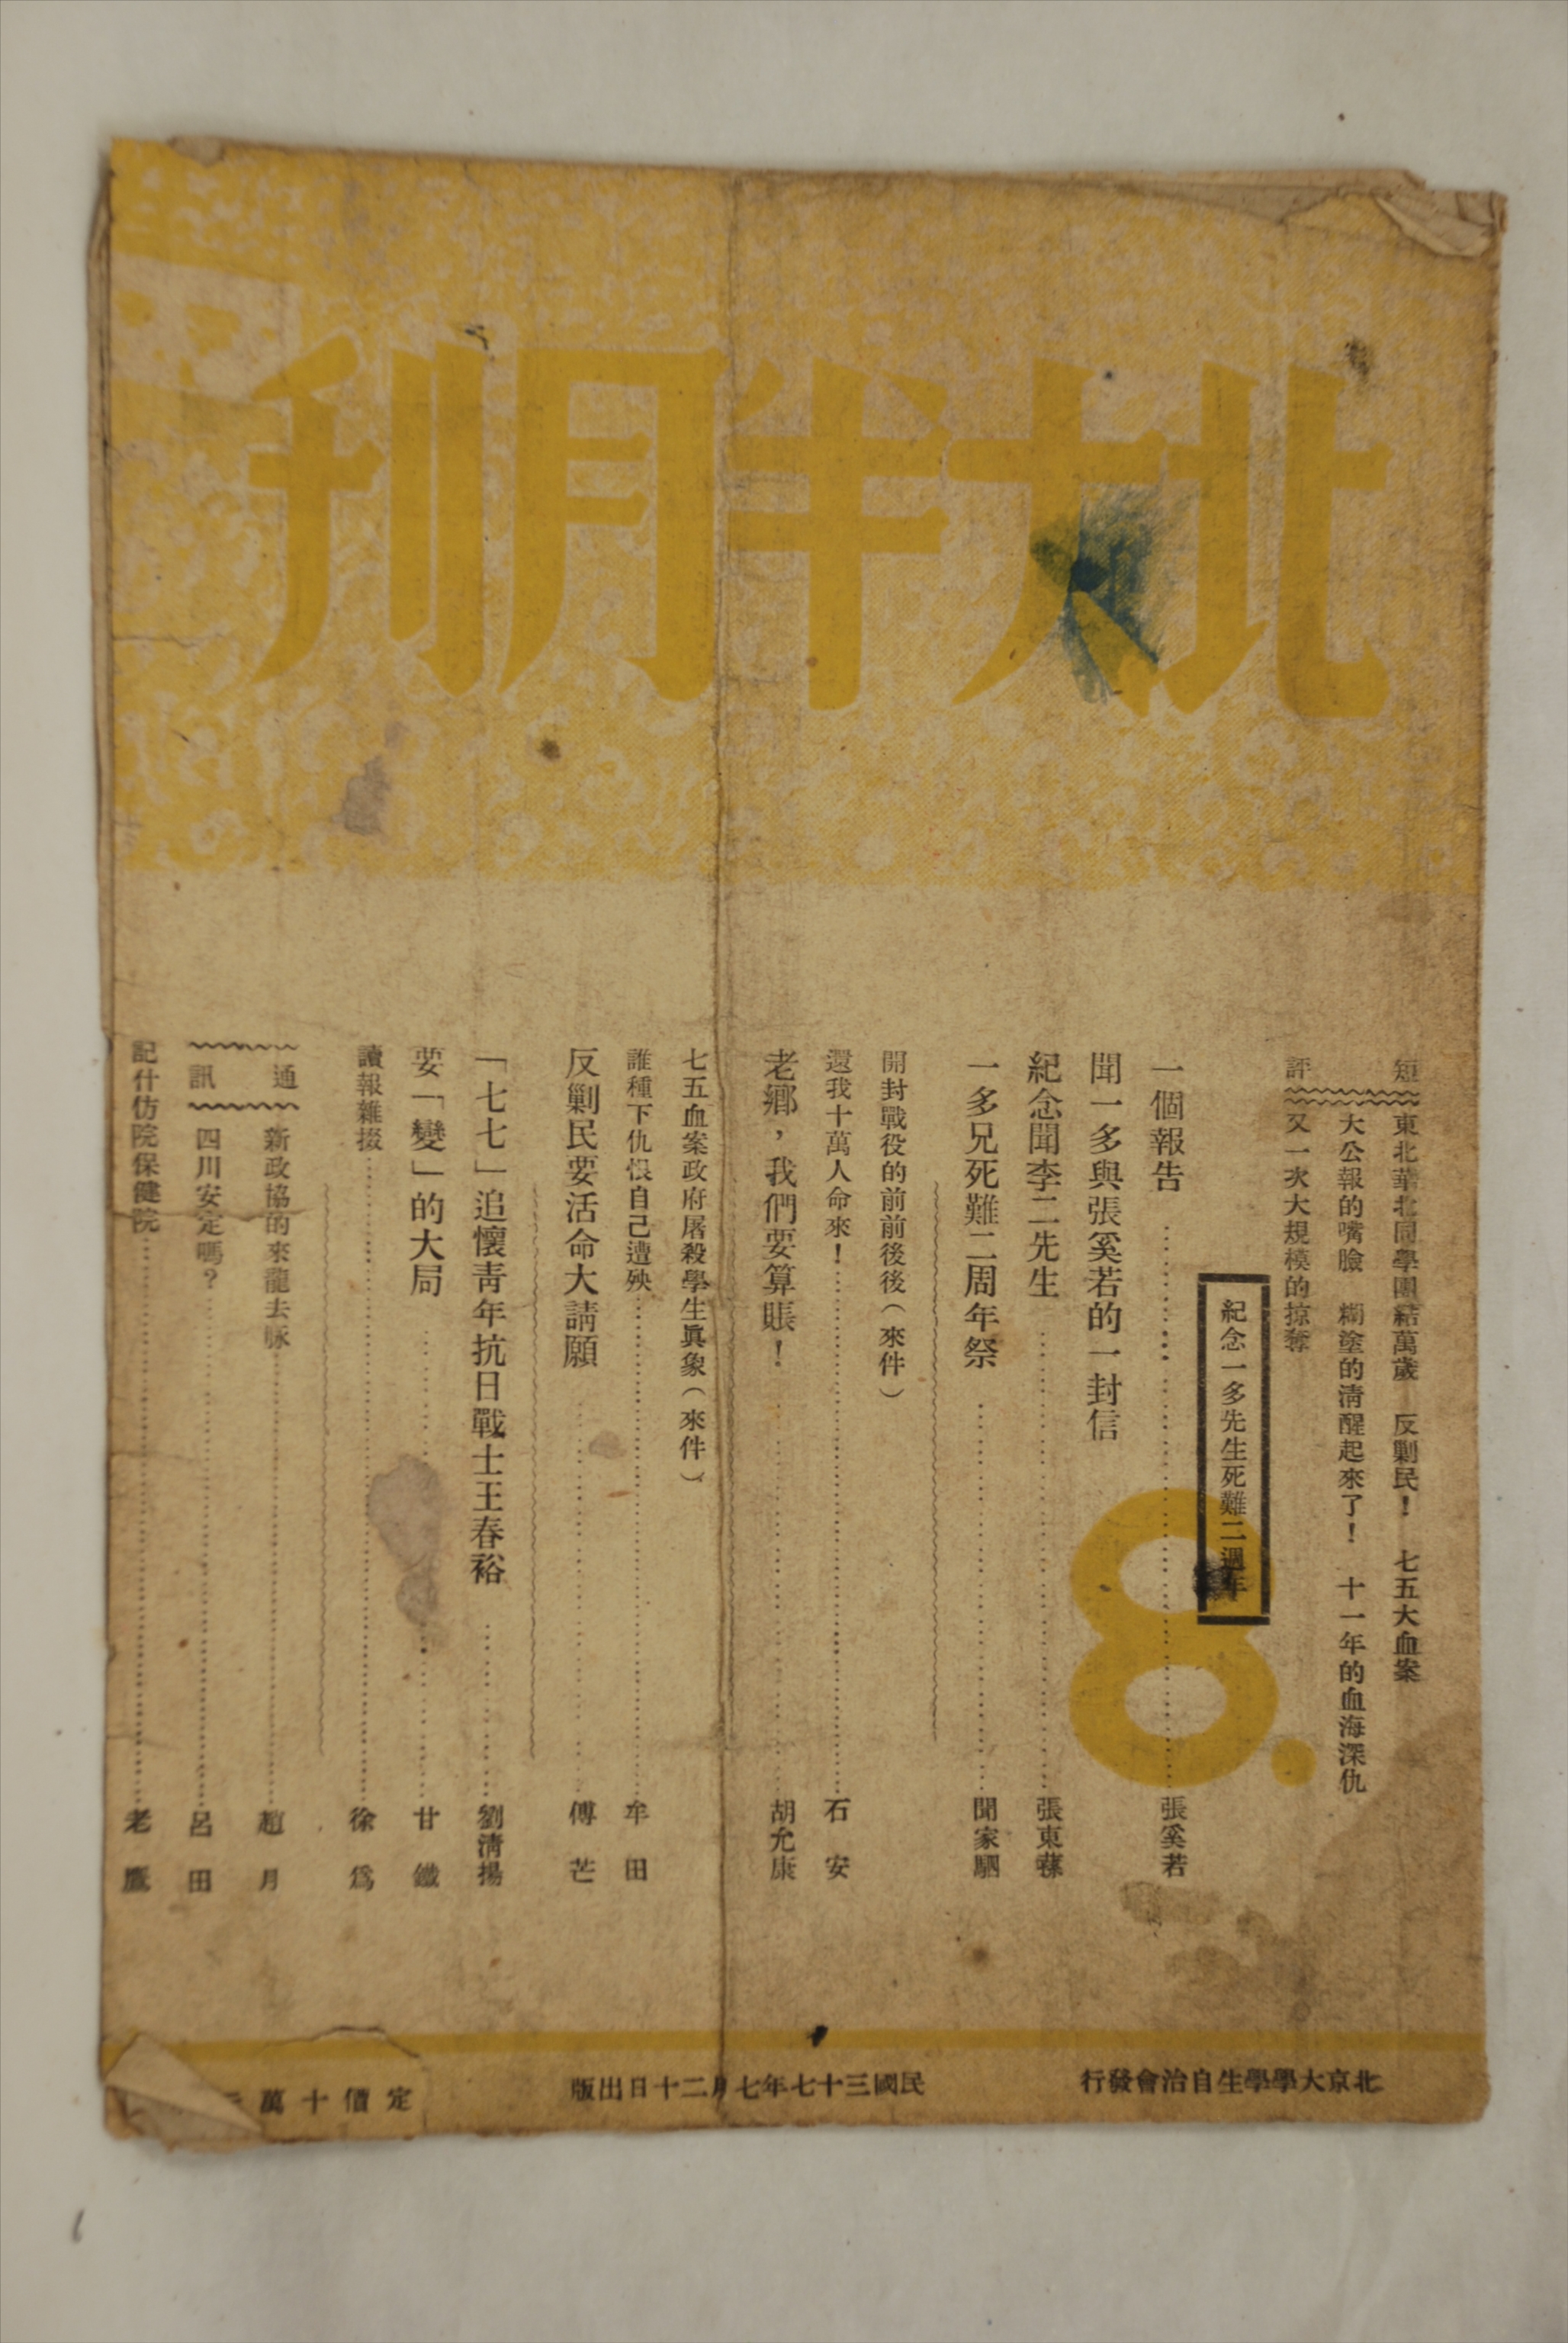 北大半月刊
8.
短評
東北華北同學團結萬歲　反剿民！　七五大血案
大公報的嘴臉　糊塗的清醒起來了！　十一年的血海深仇
又一次大規模的掠奪
紀念一多先生死難二週年
一個報告……張奚若
聞一多與張奚若的一封信
紀念聞李二先生……張東蓀
一多兄死難二周年祭……聞家駟
開封戰役的前前後後（來件）
還我十萬人命來！……石安
老鄉，我們要算賬！……胡允康
七五血案政府屠殺學生眞象（來件）
誰種下仇恨自己遭殃……牟田
反剿民要活命大請願……傅芒
「七七」追懷青年抗日戰士王春裕……劉清揚
要「變」的大局……甘鐵
讀報雜掇……徐爲
通訊
新政協的來龍去脉……趙月
四川安定嗎？……呂田
記什仿院保健院……老鷹
北京大學學生自治會發行
民國三十七年七月二十日出版
定價十萬